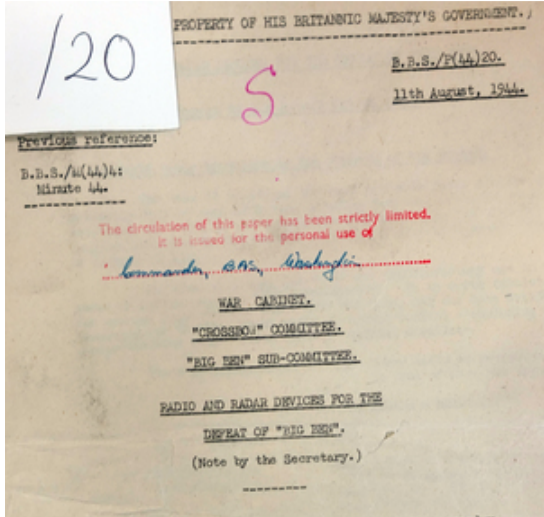 /20
PROPERTY OF HIS BRITANNIC MAJESTY'S GOVERNMENT.)
S
B.B.S./P(44)20.
11th August, 1944.
Previous reference:
B.B.S./M(44)4:
Minute 44.
The circulation of this paper has been strictly limited.
It is issued for the personal use of
Commander, BAS, Washington
WAR CABINET.
"CROSSBOW" COMMITTEE.
"BIG BEN" SUB-COMMITTEE.
RADIO AND RADAR DEVICES FOR THE
DEFEAT OF "BIG BEN".
(Note by the Secretary.)